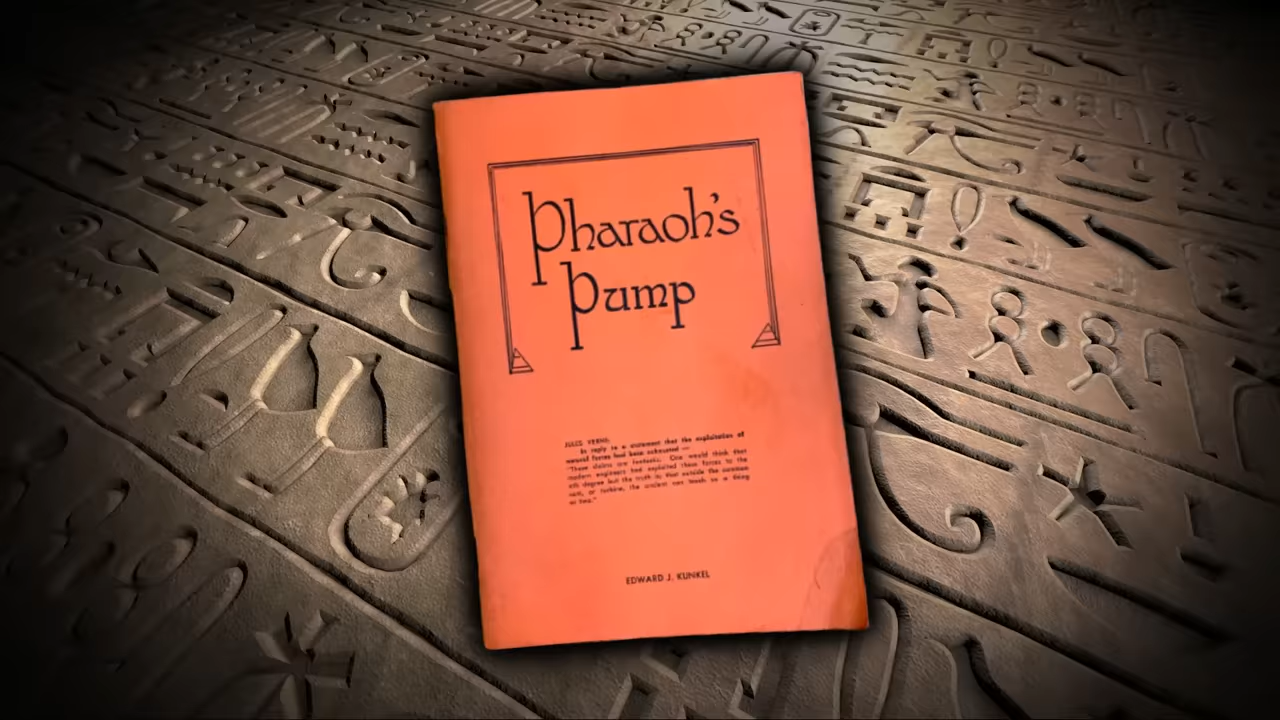 Pharaoh's
Pump
JULES VERNE:
In reply to a statement that the exploitation of
natural forces had been exhausted —
"These claims are fantastic. One would think that
modern engineers had exploited these forces to the
nth degree but the truth is that outside the common
cam, or turbine, the ancient can teach us a thing
or two."
EDWARD J. KUNKEL